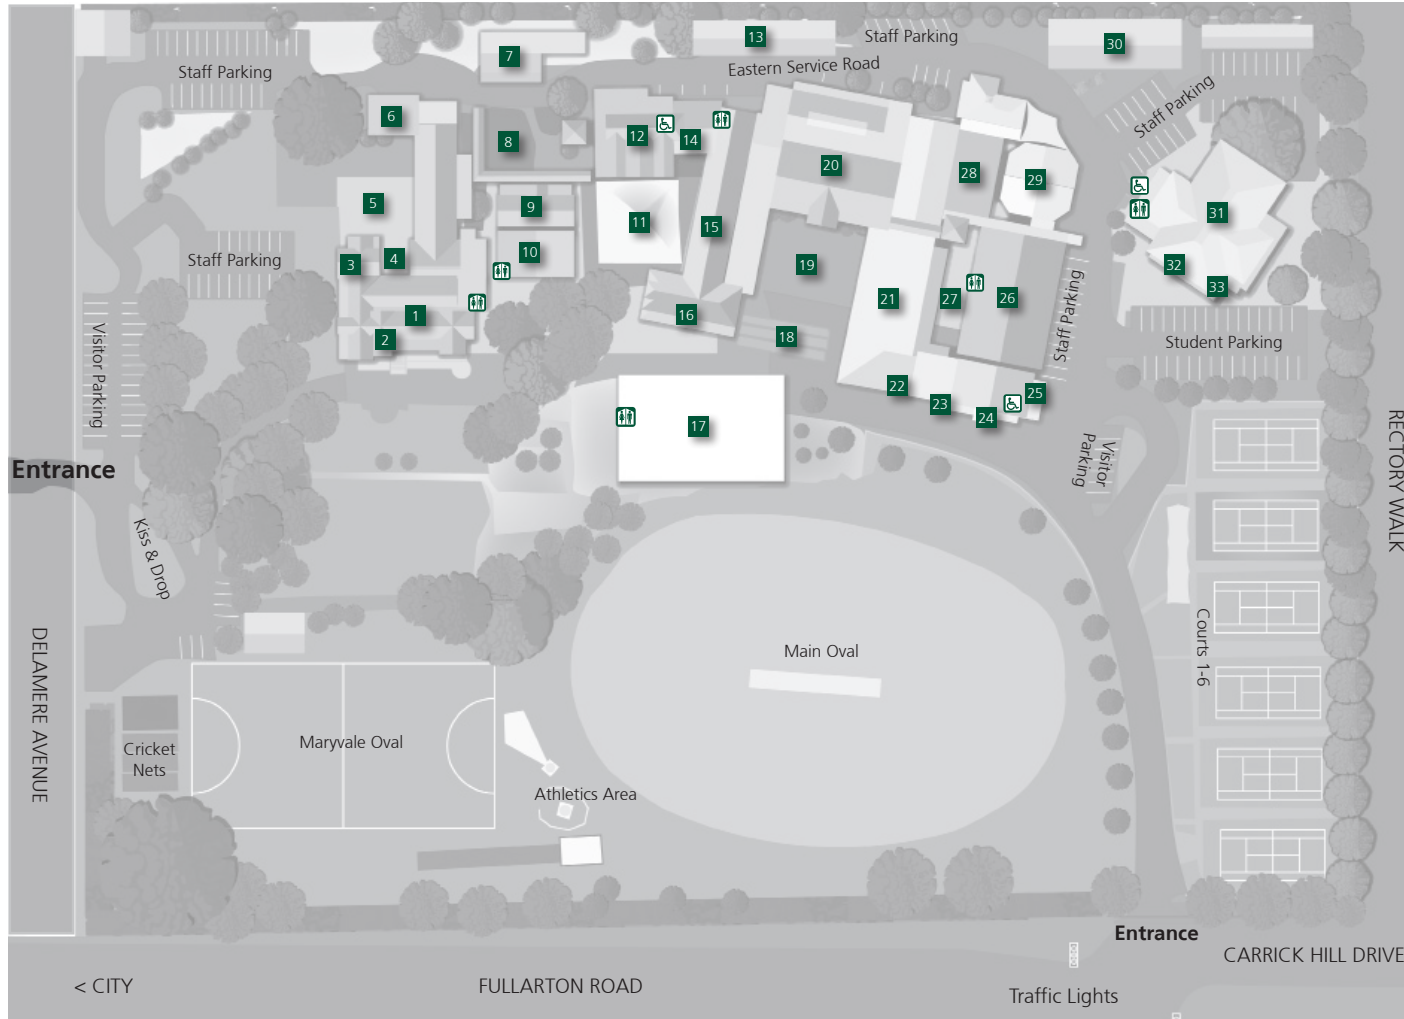 13
Staff Parking
30
7
Eastern Service Road
Staff Parking
Staff Parking
6
8
12
14
20
28
29
5
9
11
15
31
10
3
4
Staff Parking
19
32
33
21
27
26
Staff Parking
1
16
2
18
Visitor Parking
Student Parking
22
23
24
25
17
Visitor
Parking
RECTORY WALK
Entrance
Kiss & Drop
Courts 1-6
Main Oval
DELAMERE AVENUE
Maryvale Oval
Cricket
Nets
Athletics Area
Entrance
CARRICK HILL DRIVE
< CITY
FULLARTON ROAD
Traffic Lights